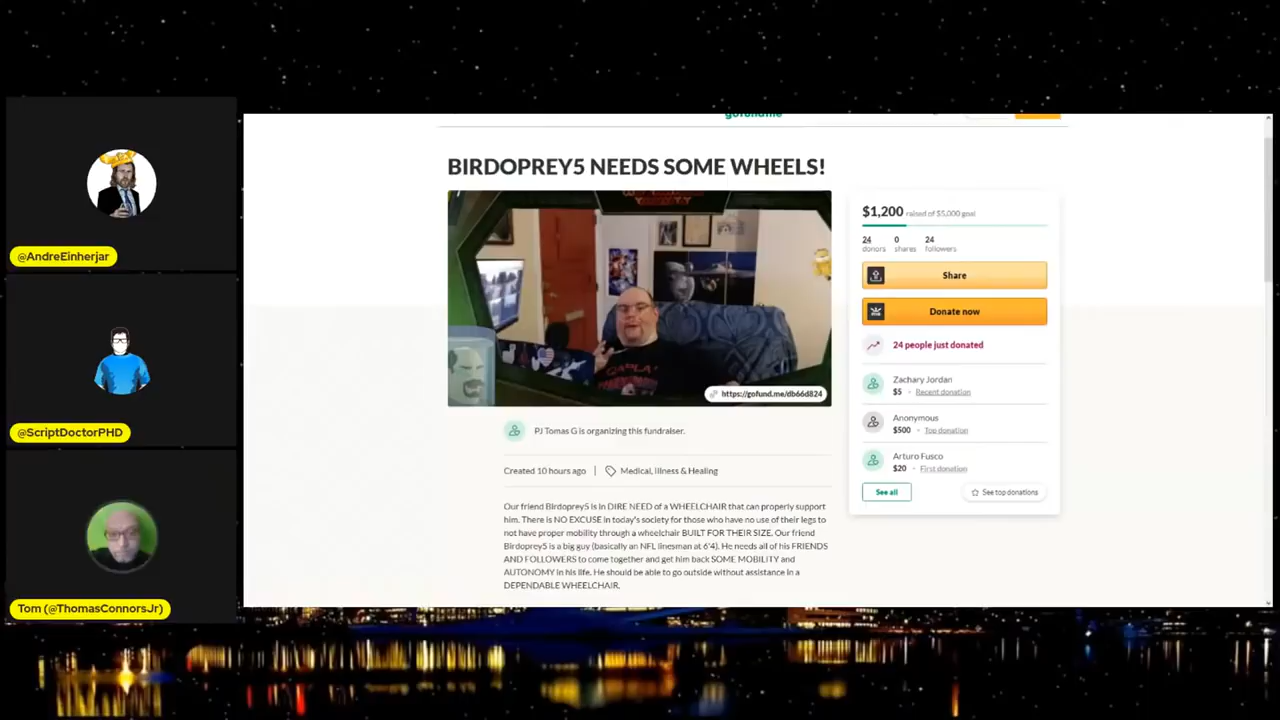 gofundme
BIRDOPREY5 NEEDS SOME WHEELS!
https://gofund.me/db66d824
PJ Tomas G is organizing this fundraiser.
Created 10 hours ago | Medical, Illness & Healing
Our friend Birdoprey5 is in DIRE NEED of a WHEELCHAIR that can properly support
him. There is NO EXCUSE in today's society for those who have no use of their legs to
not have proper mobility through a wheelchair BUILT FOR THEIR SIZE. Our friend
Birdoprey5 is a big guy (basically an NFL linesman at 6'4). He needs all of his FRIENDS
AND FOLLOWERS to come together and get him back SOME MOBILITY and
AUTONOMY in his life. He should be able to go outside without assistance in a
DEPENDABLE WHEELCHAIR.
$1,200 raised of $5,000 goal
24 0 24
donors shares followers
Share
Donate now
24 people just donated
Zachary Jordan
$5 • Recent donation
Anonymous
$500 • Top donation
Arturo Fusco
$20 • First donation
See all
See top donations
@AndreEinherjar
@ScriptDoctorPHD
Tom (@ThomasConnorsJr)
QAPLA'